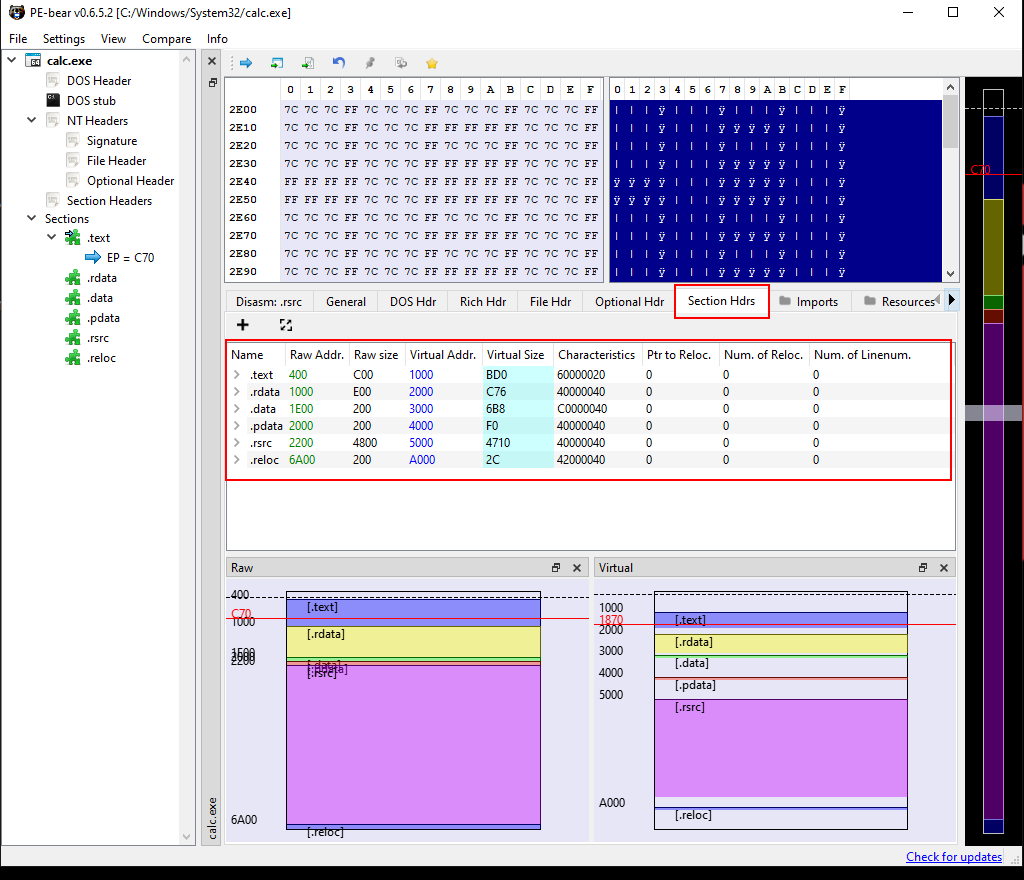 PE-bear v0.6.5.2 [C:/Windows/System32/calc.exe]
File Settings View Compare Info
calc.exe
DOS Header
DOS stub
NT Headers
Signature
File Header
Optional Header
Section Headers
Sections
.text
EP = C70
.rdata
.data
.pdata
.rsrc
.reloc
calc.exe
0 1 2 3 4 5 6 7 8 9 A B C D E F
2E00 7C 7C 7C FF 7C 7C 7C FF 7C 7C 7C FF 7C 7C 7C FF
2E10 7C 7C 7C FF 7C 7C 7C FF FF FF FF FF 7C 7C 7C FF
2E20 7C 7C 7C FF 7C 7C 7C FF 7C 7C 7C FF 7C 7C 7C FF
2E30 7C 7C 7C FF 7C 7C 7C FF FF FF FF FF 7C 7C 7C FF
2E40 FF FF FF FF 7C 7C 7C FF FF FF FF FF 7C 7C 7C FF
2E50 FF FF FF FF 7C 7C 7C FF FF FF FF FF 7C 7C 7C FF
2E60 7C 7C 7C FF 7C 7C 7C FF 7C 7C 7C FF 7C 7C 7C FF
2E70 7C 7C 7C FF 7C 7C 7C FF FF FF FF FF 7C 7C 7C FF
2E80 7C 7C 7C FF 7C 7C 7C FF 7C 7C 7C FF 7C 7C 7C FF
2E90 7C 7C 7C FF 7C 7C 7C FF FF FF FF FF 7C 7C 7C FF
0 1 2 3 4 5 6 7 8 9 A B C D E F
| | | ÿ | | | ÿ | | | ÿ | | | ÿ
| | | ÿ | | | ÿ ÿ ÿ ÿ ÿ | | | ÿ
| | | ÿ | | | ÿ | | | ÿ | | | ÿ
| | | ÿ | | | ÿ ÿ ÿ ÿ ÿ | | | ÿ
ÿ ÿ ÿ ÿ | | | ÿ ÿ ÿ ÿ ÿ | | | ÿ
ÿ ÿ ÿ ÿ | | | ÿ ÿ ÿ ÿ ÿ | | | ÿ
| | | ÿ | | | ÿ | | | ÿ | | | ÿ
| | | ÿ | | | ÿ ÿ ÿ ÿ ÿ | | | ÿ
| | | ÿ | | | ÿ | | | ÿ | | | ÿ
| | | ÿ | | | ÿ ÿ ÿ ÿ ÿ | | | ÿ
C70
Disasm: .rsrc General DOS Hdr Rich Hdr File Hdr Optional Hdr Section Hdrs Imports Resources
Name Raw Addr. Raw size Virtual Addr. Virtual Size Characteristics Ptr to Reloc. Num. of Reloc. Num. of Linenum.
.text 400 C00 1000 BD0 60000020 0 0 0
.rdata 1000 E00 2000 C76 40000040 0 0 0
.data 1E00 200 3000 6B8 C0000040 0 0 0
.pdata 2000 200 4000 F0 40000040 0 0 0
.rsrc 2200 4800 5000 4710 40000040 0 0 0
.reloc 6A00 200 A000 2C 42000040 0 0 0
Raw
400
[.text]
C70
1000
[.rdata]
1E00
2000
2200
[.data]
[.pdata]
[.rsrc]
6A00
[.reloc]
Virtual
1000
1870
[.text]
2000
[.rdata]
3000
[.data]
4000
[.pdata]
5000
[.rsrc]
A000
[.reloc]
Check for updates